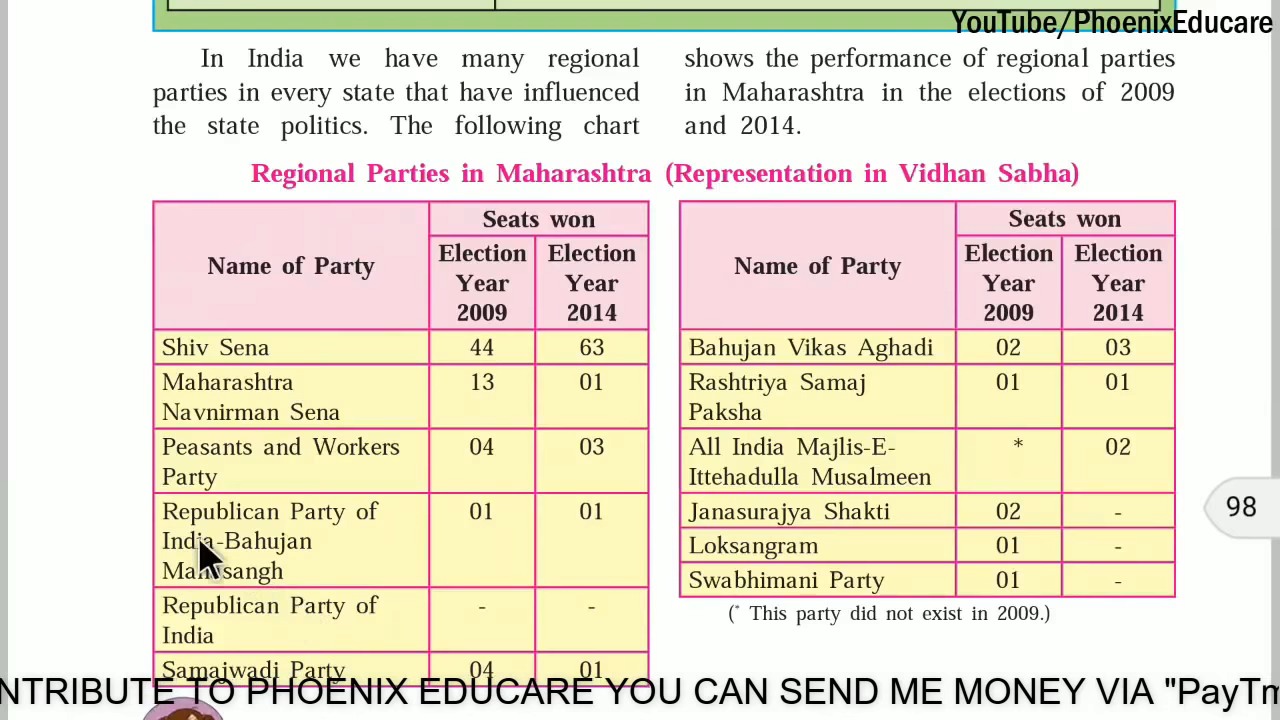 YouTube/PhoenixEducare
In India we have many regional
parties in every state that have influenced
the state politics. The following chart
shows the performance of regional parties
in Maharashtra in the elections of 2009
and 2014.
Regional Parties in Maharashtra (Representation in Vidhan Sabha)
Name of Party
Seats won
Election Year 2009
Election Year 2014
Shiv Sena 44 63
Maharashtra 13 01
Navnirman Sena
Peasants and Workers 04 03
Party
Republican Party of 01 01
India-Bahujan
Mahasangh
Republican Party of - -
India
Samajwadi Party 04 01
Name of Party
Seats won
Election Year 2009
Election Year 2014
Bahujan Vikas Aghadi 02 03
Rashtriya Samaj 01 01
Paksha
All India Majlis-E- * 02
Ittehadulla Musalmeen
Janasurajya Shakti 02 -
Loksangram 01 -
Swabhimani Party 01 -
(* This party did not exist in 2009.)
98
NTRIBUTE TO PHOENIX EDUCARE YOU CAN SEND ME MONEY VIA "PayTm